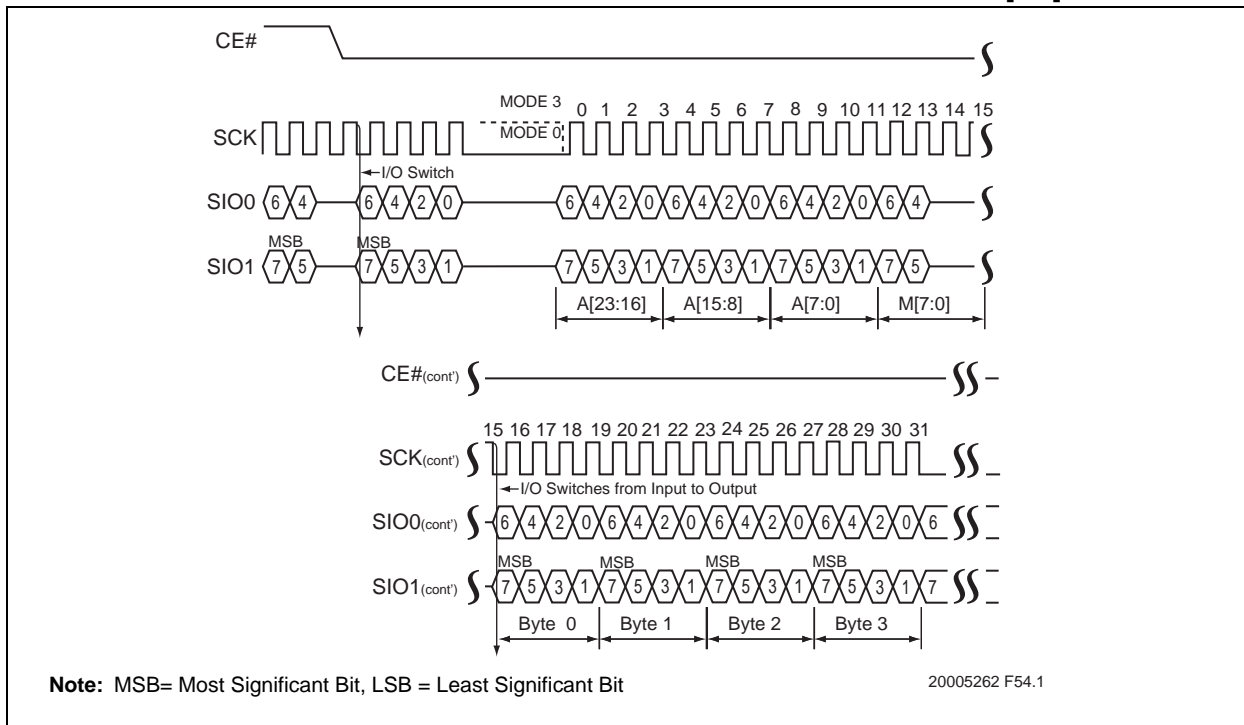 CE#
MODE 3
0 1 2 3 4 5 6 7 8 9 10 11 12 13 14 15
SCK
MODE 0
I/O Switch
SIO0 6 4 6 4 2 0 6 4 2 0 6 4 2 0 6 4 2 0 6 4
MSB MSB
SIO1 7 5 7 5 3 1 7 5 3 1 7 5 3 1 7 5 3 1 7 5
A[23:16] A[15:8] A[7:0] M[7:0]
CE#(cont')
15 16 17 18 19 20 21 22 23 24 25 26 27 28 29 30 31
SCK(cont')
I/O Switches from Input to Output
SIO0(cont') 6 4 2 0 6 4 2 0 6 4 2 0 6 4 2 0 6
MSB MSB MSB MSB
SIO1(cont') 7 5 3 1 7 5 3 1 7 5 3 1 7 5 3 1 7
Byte 0 Byte 1 Byte 2 Byte 3
Note: MSB= Most Significant Bit, LSB = Least Significant Bit
20005262 F54.1